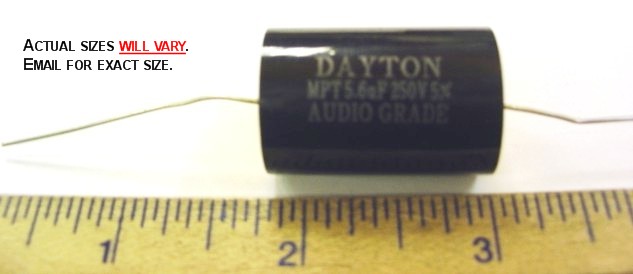 ACTUAL SIZES WILL VARY.
EMAIL FOR EXACT SIZE.
DAYTON
MPT 5.6uF 250V 5%
AUDIO GRADE
1 2 3